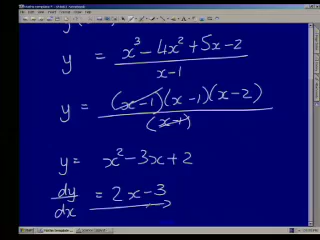 y = x³ - 4x² + 5x - 2 / x - 1
y = (x-1)(x-1)(x-2) / (x-1)
y = x² - 3x + 2
dy/dx = 2x - 3